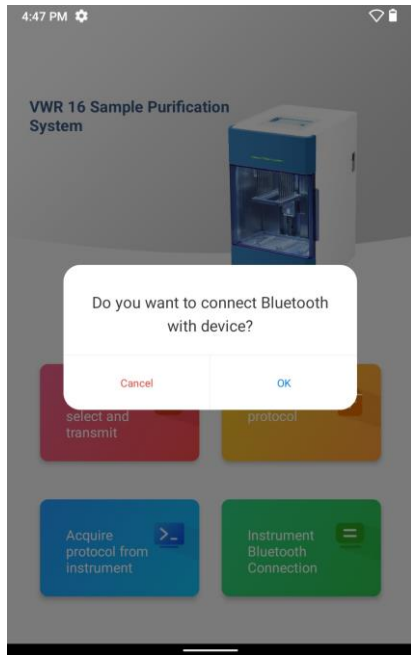 4:47 PM
VWR 16 Sample Purification
System
Do you want to connect Bluetooth
with device?
Cancel
OK
select and
transmit
protocol
Acquire
protocol from
instrument
Instrument
Bluetooth
Connection